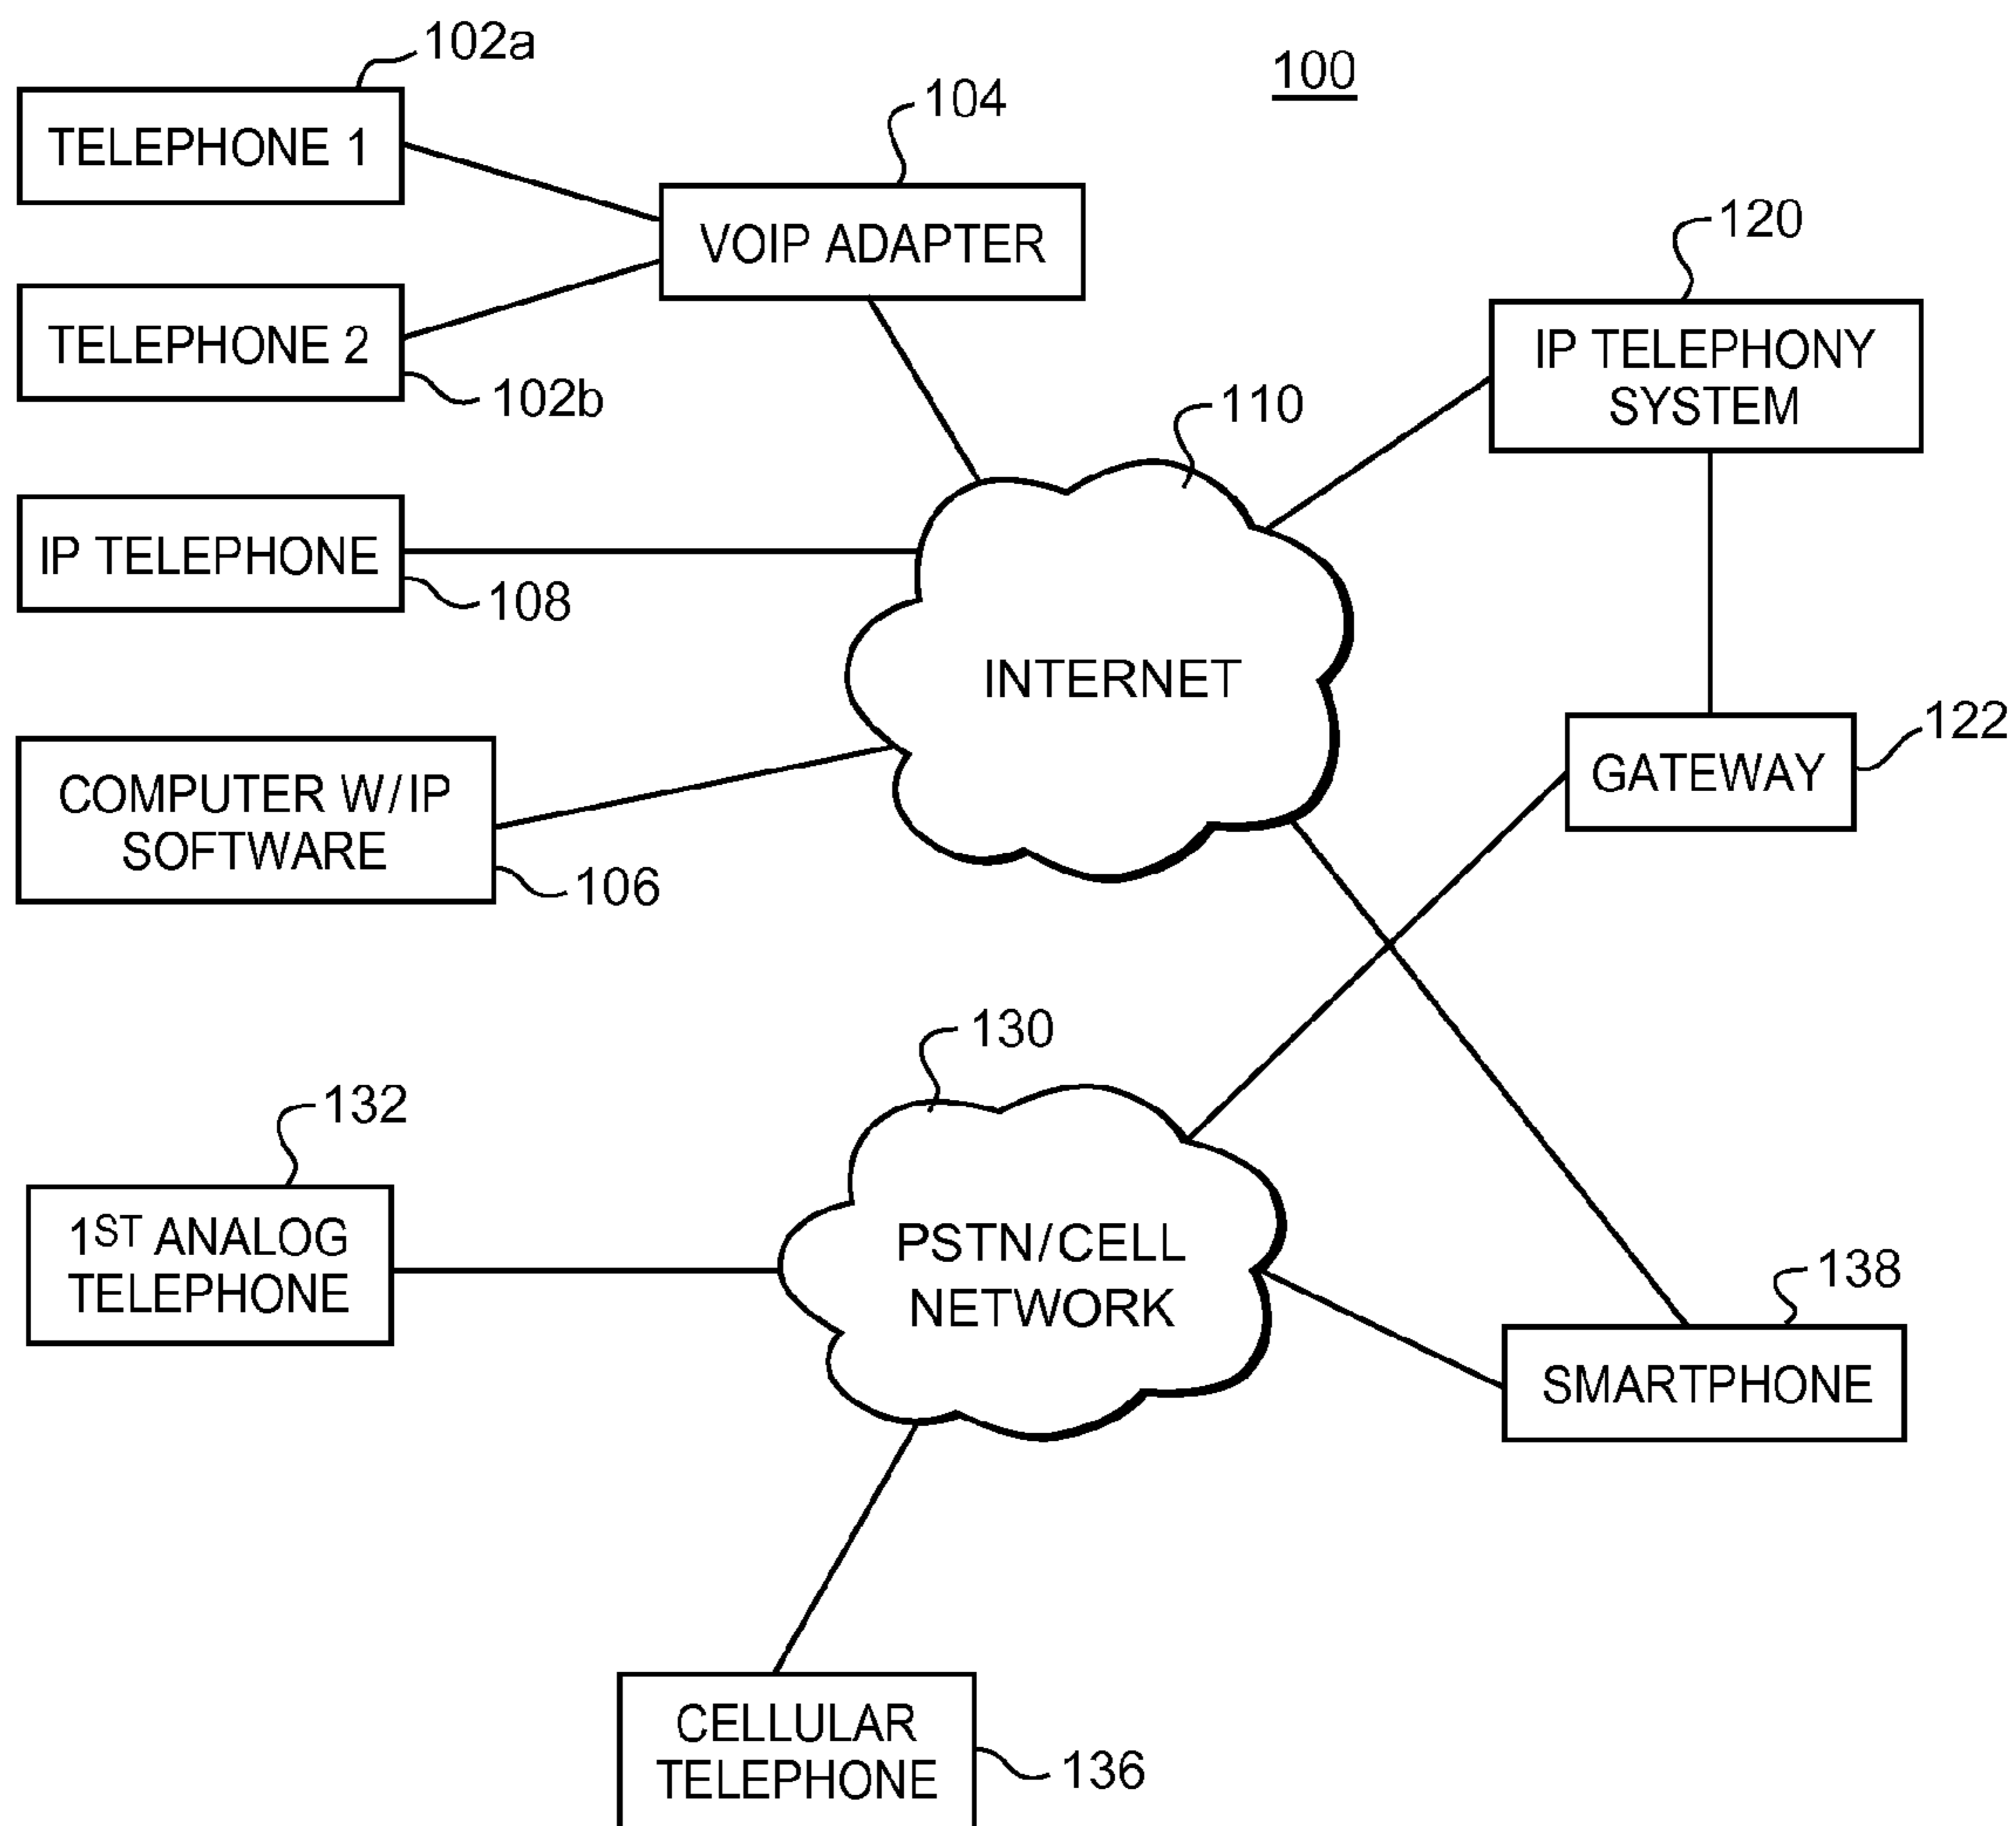 102a
TELEPHONE 1
104
100
VOIP ADAPTER
120
TELEPHONE 2
102b
IP TELEPHONY
SYSTEM
110
IP TELEPHONE
108
INTERNET
122
GATEWAY
COMPUTER W/IP
SOFTWARE
106
130
132
1ST ANALOG
TELEPHONE
PSTN/CELL
NETWORK
138
SMARTPHONE
CELLULAR
TELEPHONE
136